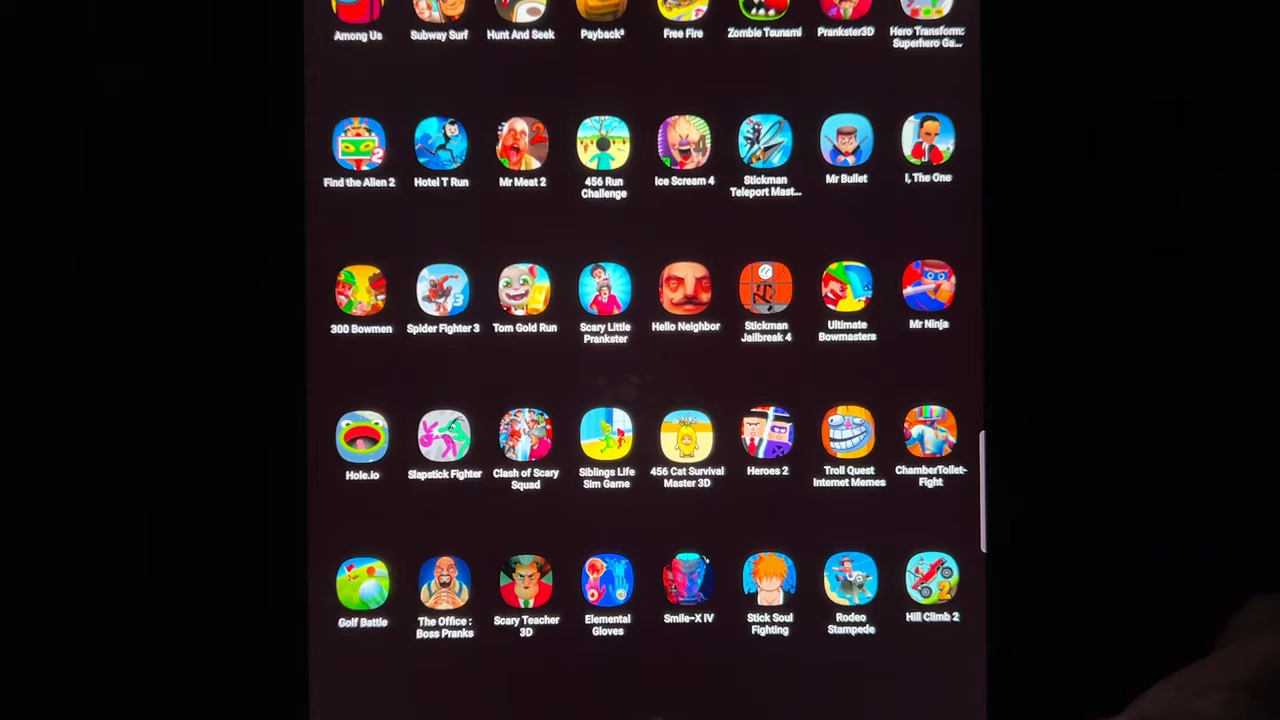 Among Us
Subway Surf
Hunt And Seek
Payback²
Free Fire
Zombie Tsunami
Prankster3D
Hero Transform:
Superhero Ga...
Find the Alien 2
Hotel T Run
Mr Meat 2
456 Run
Challenge
Ice Scream 4
Stickman
Teleport Mast...
Mr Bullet
I, The One
300 Bowmen
Spider Fighter 3
Tom Gold Run
Scary Little
Prankster
Hello Neighbor
Stickman
Jailbreak 4
Ultimate
Bowmasters
Mr Ninja
Hole.io
Slapstick Fighter
Clash of Scary
Squad
Siblings Life
Sim Game
456 Cat Survival
Master 3D
Heroes 2
Troll Quest
Internet Memes
ChamberToilet-
Fight
Golf Battle
The Office :
Boss Pranks
Scary Teacher
3D
Elemental
Gloves
Smile-X IV
Stick Soul
Fighting
Rodeo
Stampede
Hill Climb 2